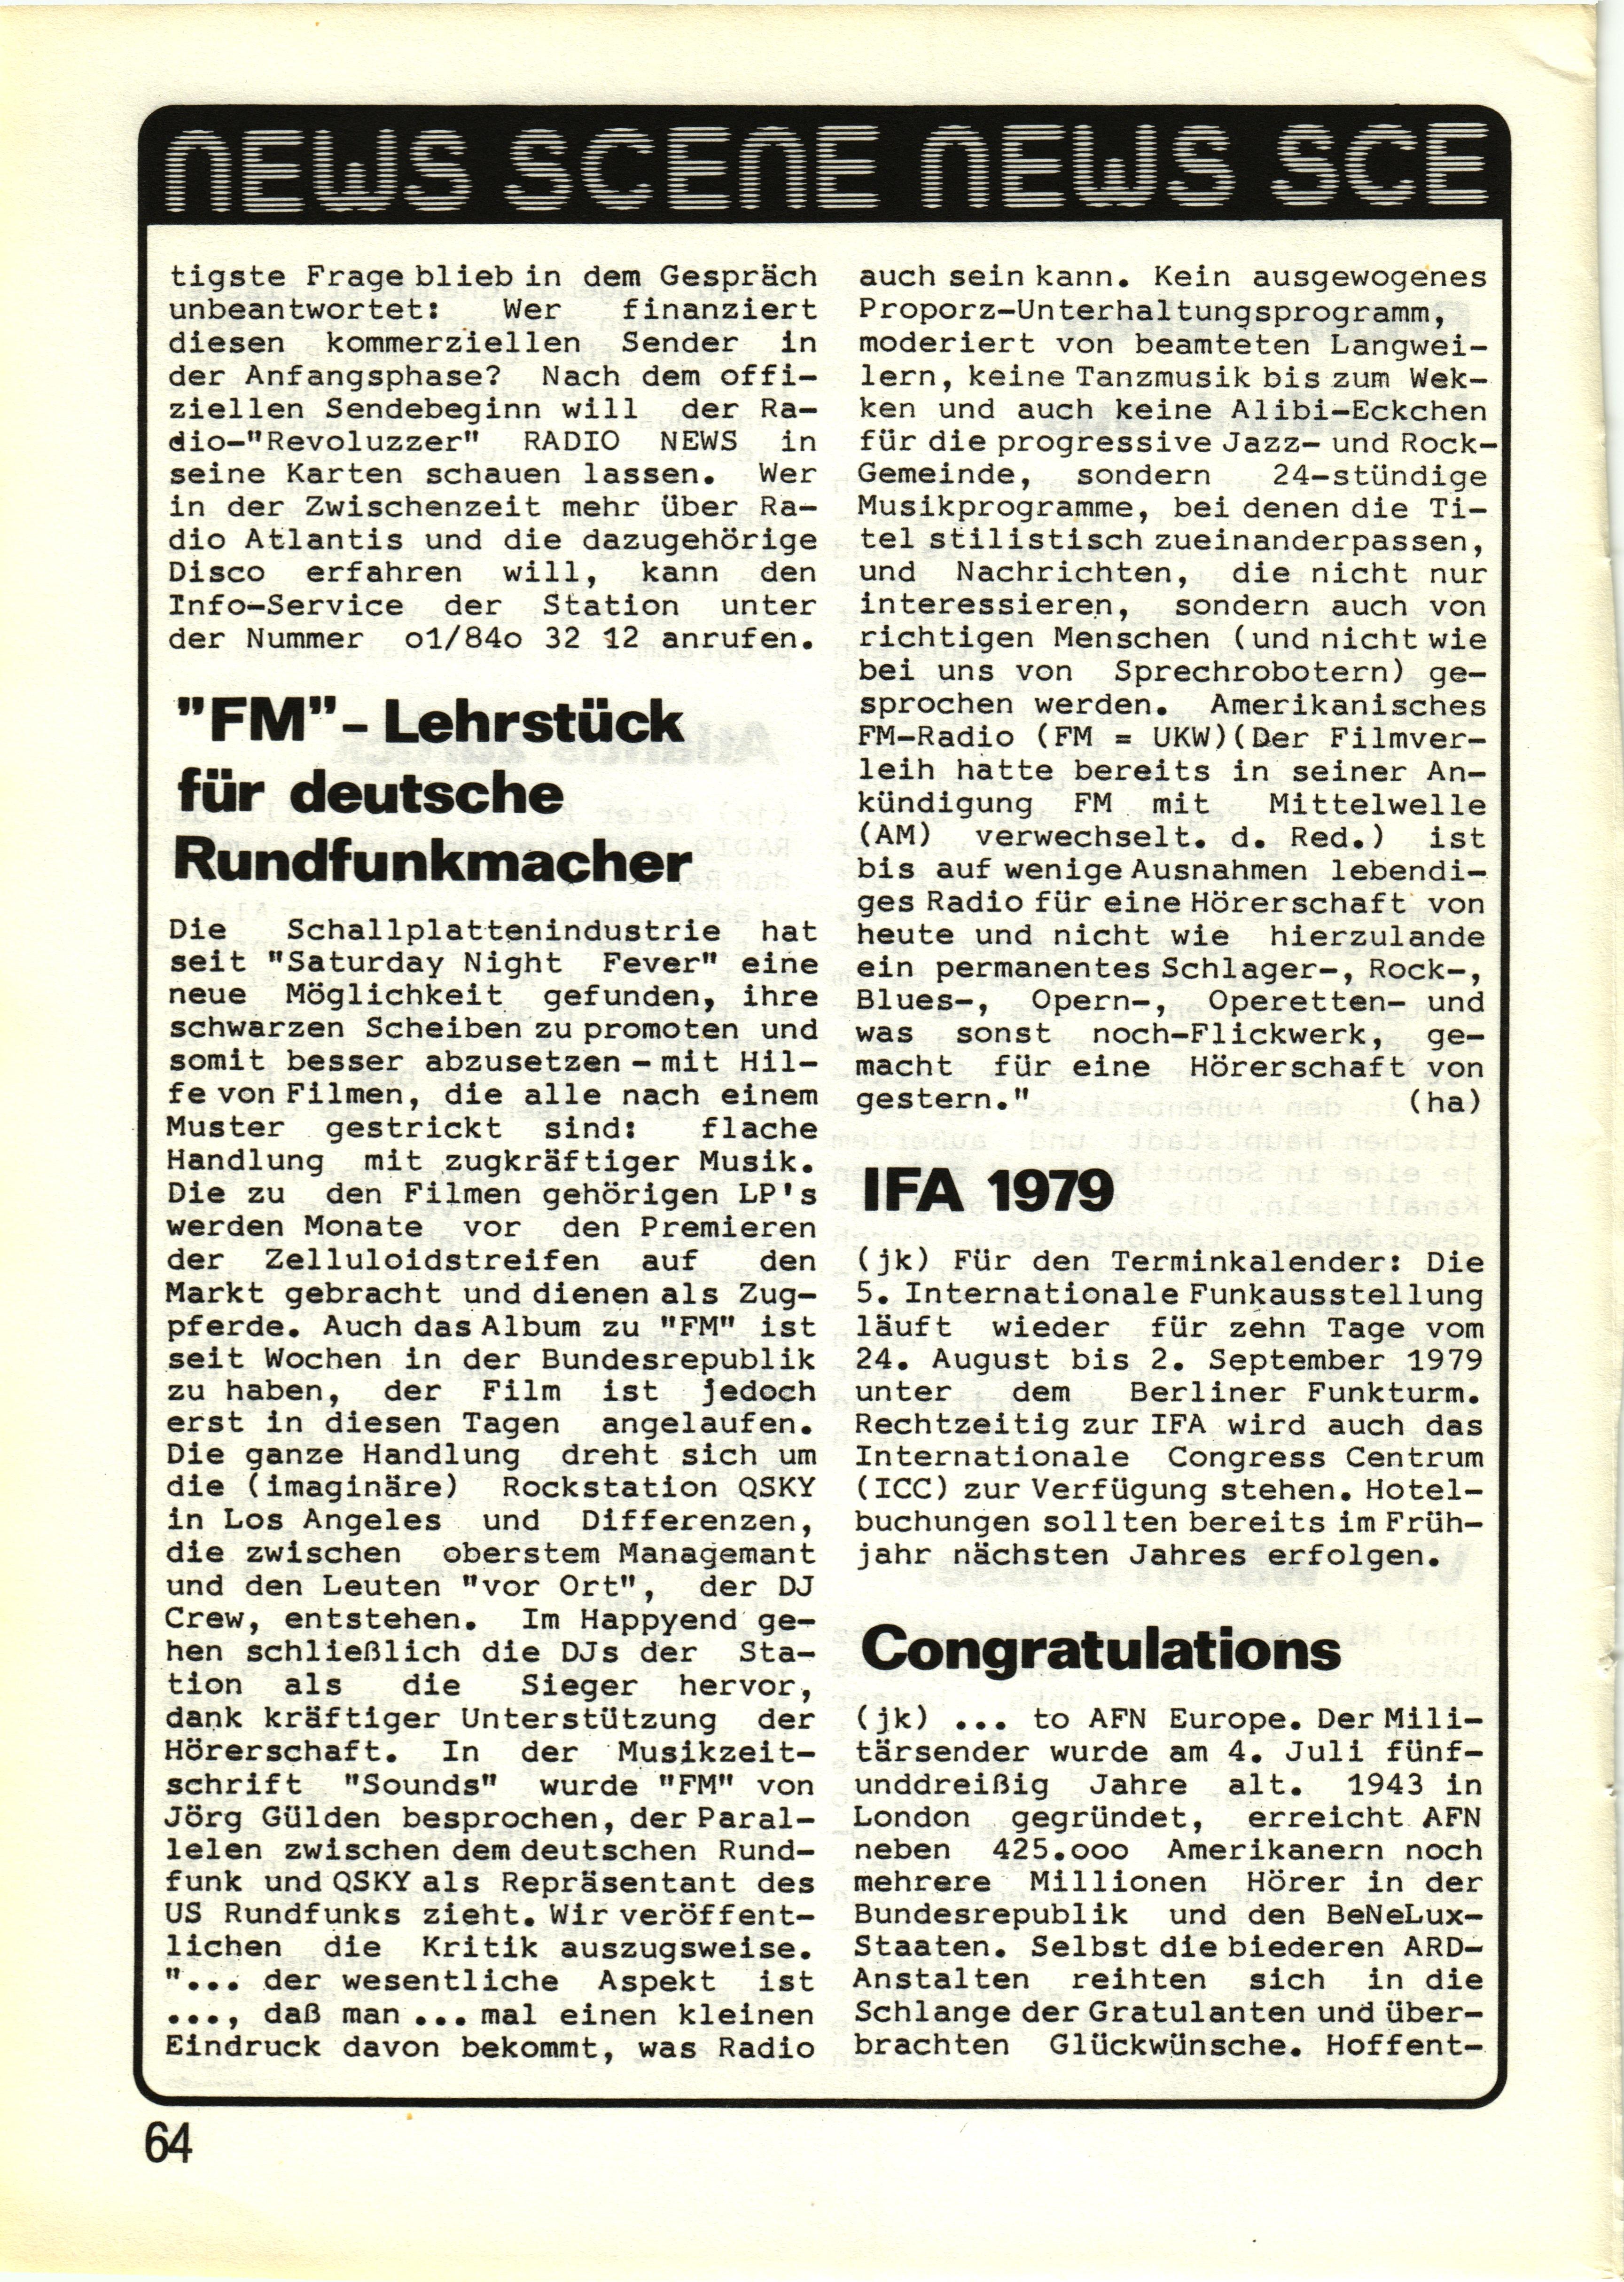 NEWS SCENE NEWS SCE
tigste Frage blieb in dem Gespräch
unbeantwortet: Wer finanziert
diesen kommerziellen Sender in
der Anfangsphase? Nach dem offi-
ziellen Sendebeginn will der Ra-
dio-"Revoluzzer" RADIO NEWS in
seine Karten schauen lassen. Wer
in der Zwischenzeit mehr über Ra-
dio Atlantis und die dazugehörige
Disco erfahren will, kann den
Info-Service der Station unter
der Nummer o1/84o 32 12 anrufen.
"FM"- Lehrstück
für deutsche
Rundfunkmacher
Die Schallplattenindustrie hat
seit "Saturday Night Fever" eine
neue Möglichkeit gefunden, ihre
schwarzen Scheiben zu promoten und
somit besser abzusetzen - mit Hil-
fe von Filmen, die alle nach einem
Muster gestrickt sind: flache
Handlung mit zugkräftiger Musik.
Die zu den Filmen gehörigen LP's
werden Monate vor den Premieren
der Zelluloidstreifen auf den
Markt gebracht und dienen als Zug-
pferde. Auch das Album zu "FM" ist
seit Wochen in der Bundesrepublik
zu haben, der Film ist jedoch
erst in diesen Tagen angelaufen.
Die ganze Handlung dreht sich um
die (imaginäre) Rockstation QSKY
in Los Angeles und Differenzen,
die zwischen oberstem Managemant
und den Leuten "vor Ort", der DJ
Crew, entstehen. Im Happyend ge-
hen schließlich die DJs der Sta-
tion als die Sieger hervor,
dank kräftiger Unterstützung der
Hörerschaft. In der Musikzeit-
schrift "Sounds" wurde "FM" von
Jörg Gülden besprochen, der Paral-
lelen zwischen dem deutschen Rund-
funk und QSKY als Repräsentant des
US Rundfunks zieht. Wir veröffent-
lichen die Kritik auszugsweise.
"... der wesentliche Aspekt ist
..., daß man ... mal einen kleinen
Eindruck davon bekommt, was Radio
auch sein kann. Kein ausgewogenes
Proporz-Unterhaltungsprogramm,
moderiert von beamteten Langwei-
lern, keine Tanzmusik bis zum Wek-
ken und auch keine Alibi-Eckchen
für die progressive Jazz- und Rock-
Gemeinde, sondern 24-stündige
Musikprogramme, bei denen die Ti-
tel stilistisch zueinanderpassen,
und Nachrichten, die nicht nur
interessieren, sondern auch von
richtigen Menschen (und nicht wie
bei uns von Sprechrobotern) ge-
sprochen werden. Amerikanisches
FM-Radio (FM = UKW)(Der Filmver-
leih hatte bereits in seiner An-
kündigung FM mit Mittelwelle
(AM) verwechselt. d. Red.) ist
bis auf wenige Ausnahmen lebendi-
ges Radio für eine Hörerschaft von
heute und nicht wie hierzulande
ein permanentes Schlager-, Rock-,
Blues-, Opern-, Operetten- und
was sonst noch-Flickwerk, ge-
macht für eine Hörerschaft von
gestern." (ha)
IFA 1979
(jk) Für den Terminkalender: Die
5. Internationale Funkausstellung
läuft wieder für zehn Tage vom
24. August bis 2. September 1979
unter dem Berliner Funkturm.
Rechtzeitig zur IFA wird auch das
Internationale Congress Centrum
(ICC) zur Verfügung stehen. Hotel-
buchungen sollten bereits im Früh-
jahr nächsten Jahres erfolgen.
Congratulations
(jk) ... to AFN Europe. Der Mili-
tärsender wurde am 4. Juli fünf-
unddreißig Jahre alt. 1943 in
London gegründet, erreicht AFN
neben 425.ooo Amerikanern noch
mehrere Millionen Hörer in der
Bundesrepublik und den BeNeLux-
Staaten. Selbst die biederen ARD-
Anstalten reihten sich in die
Schlange der Gratulanten und über-
brachten Glückwünsche. Hoffent-
64